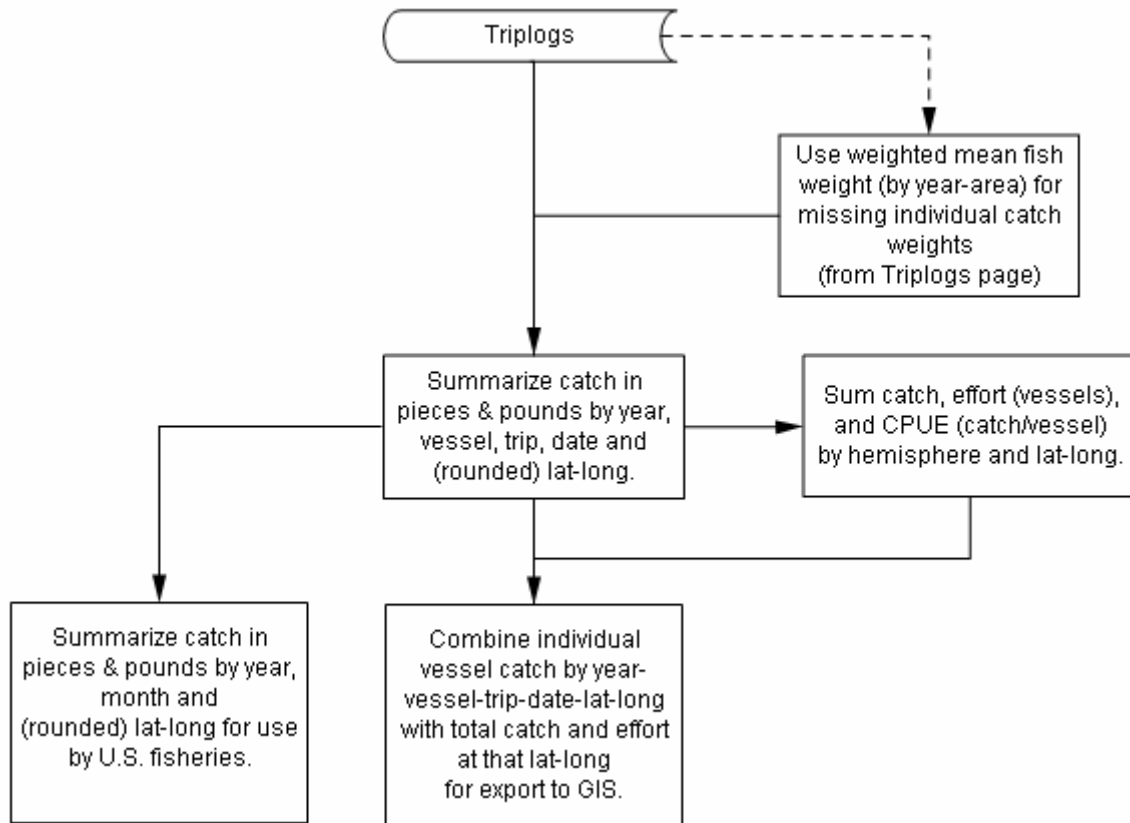 Triplogs
Use weighted mean fish
weight (by year-area) for
missing individual catch
weights
(from Triplogs page)
Summarize catch in
pieces & pounds by year,
vessel, trip, date and
(rounded) lat-long.
Sum catch, effort (vessels),
and CPUE (catch/vessel)
by hemisphere and lat-long.
Summarize catch in
pieces & pounds by year,
month and
(rounded) lat-long for use
by U.S. fisheries.
Combine individual
vessel catch by year-
vessel-trip-date-lat-long
with total catch and effort
at that lat-long
for export to GIS.